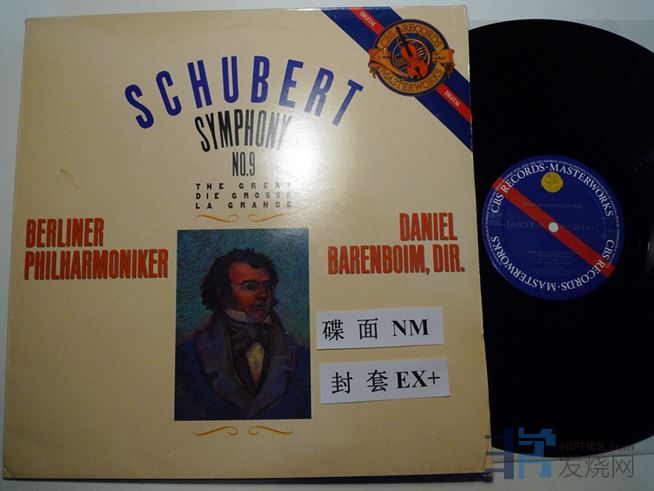 DIGITAL
CBS RECORDS
MASTERWORKS
DIGITAL
SCHUBERT
SYMPHONY
NO.9
THE GREAT
DIE GROSSE
LA GRANDE
BERLINER
PHILHARMONIKER
DANIEL
BARENBOIM, DIR.
碟面 NM
封套 EX+
CBS RECORDS·MASTERWORKS
DIGITAL
CBS RECORDS·MASTERWORKS
HiFi168.com
发烧网